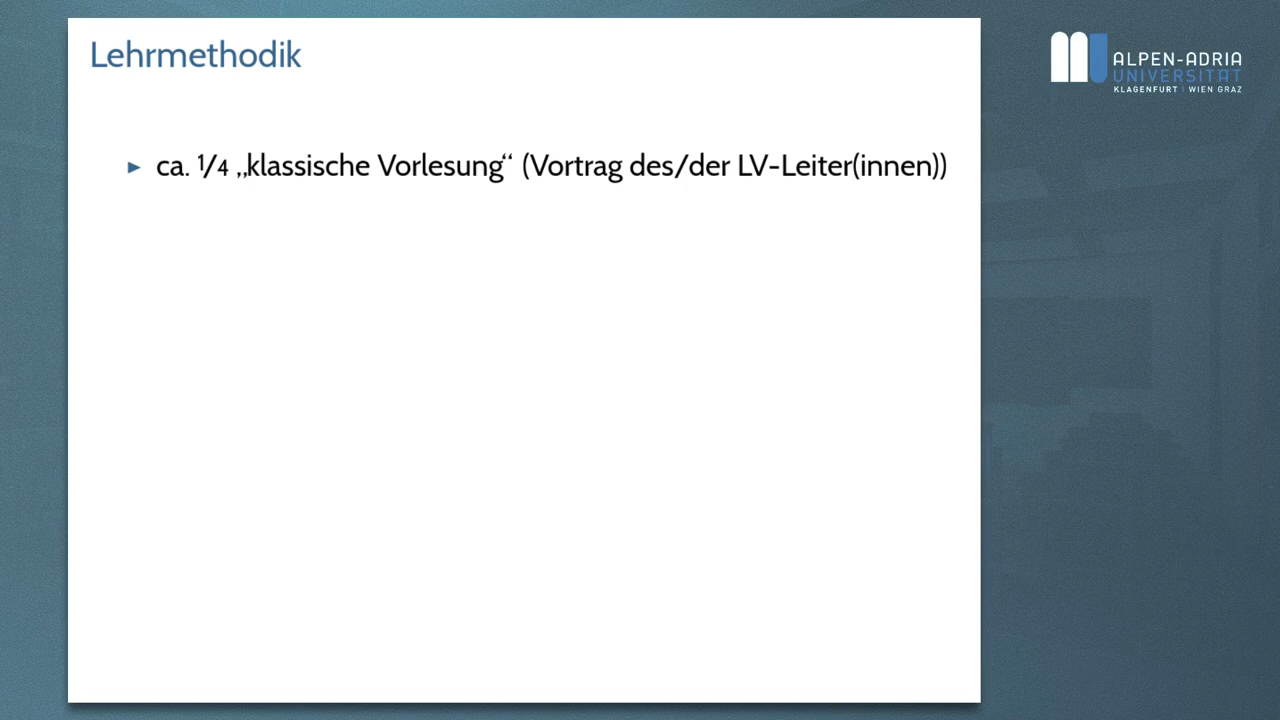 Lehrmethodik
► ca. 1/4 „klassische Vorlesung“ (Vortrag des/der LV-Leiter(innen))
ALPEN-ADRIA
UNIVERSITÄT
KLAGENFURT | WIEN GRAZ